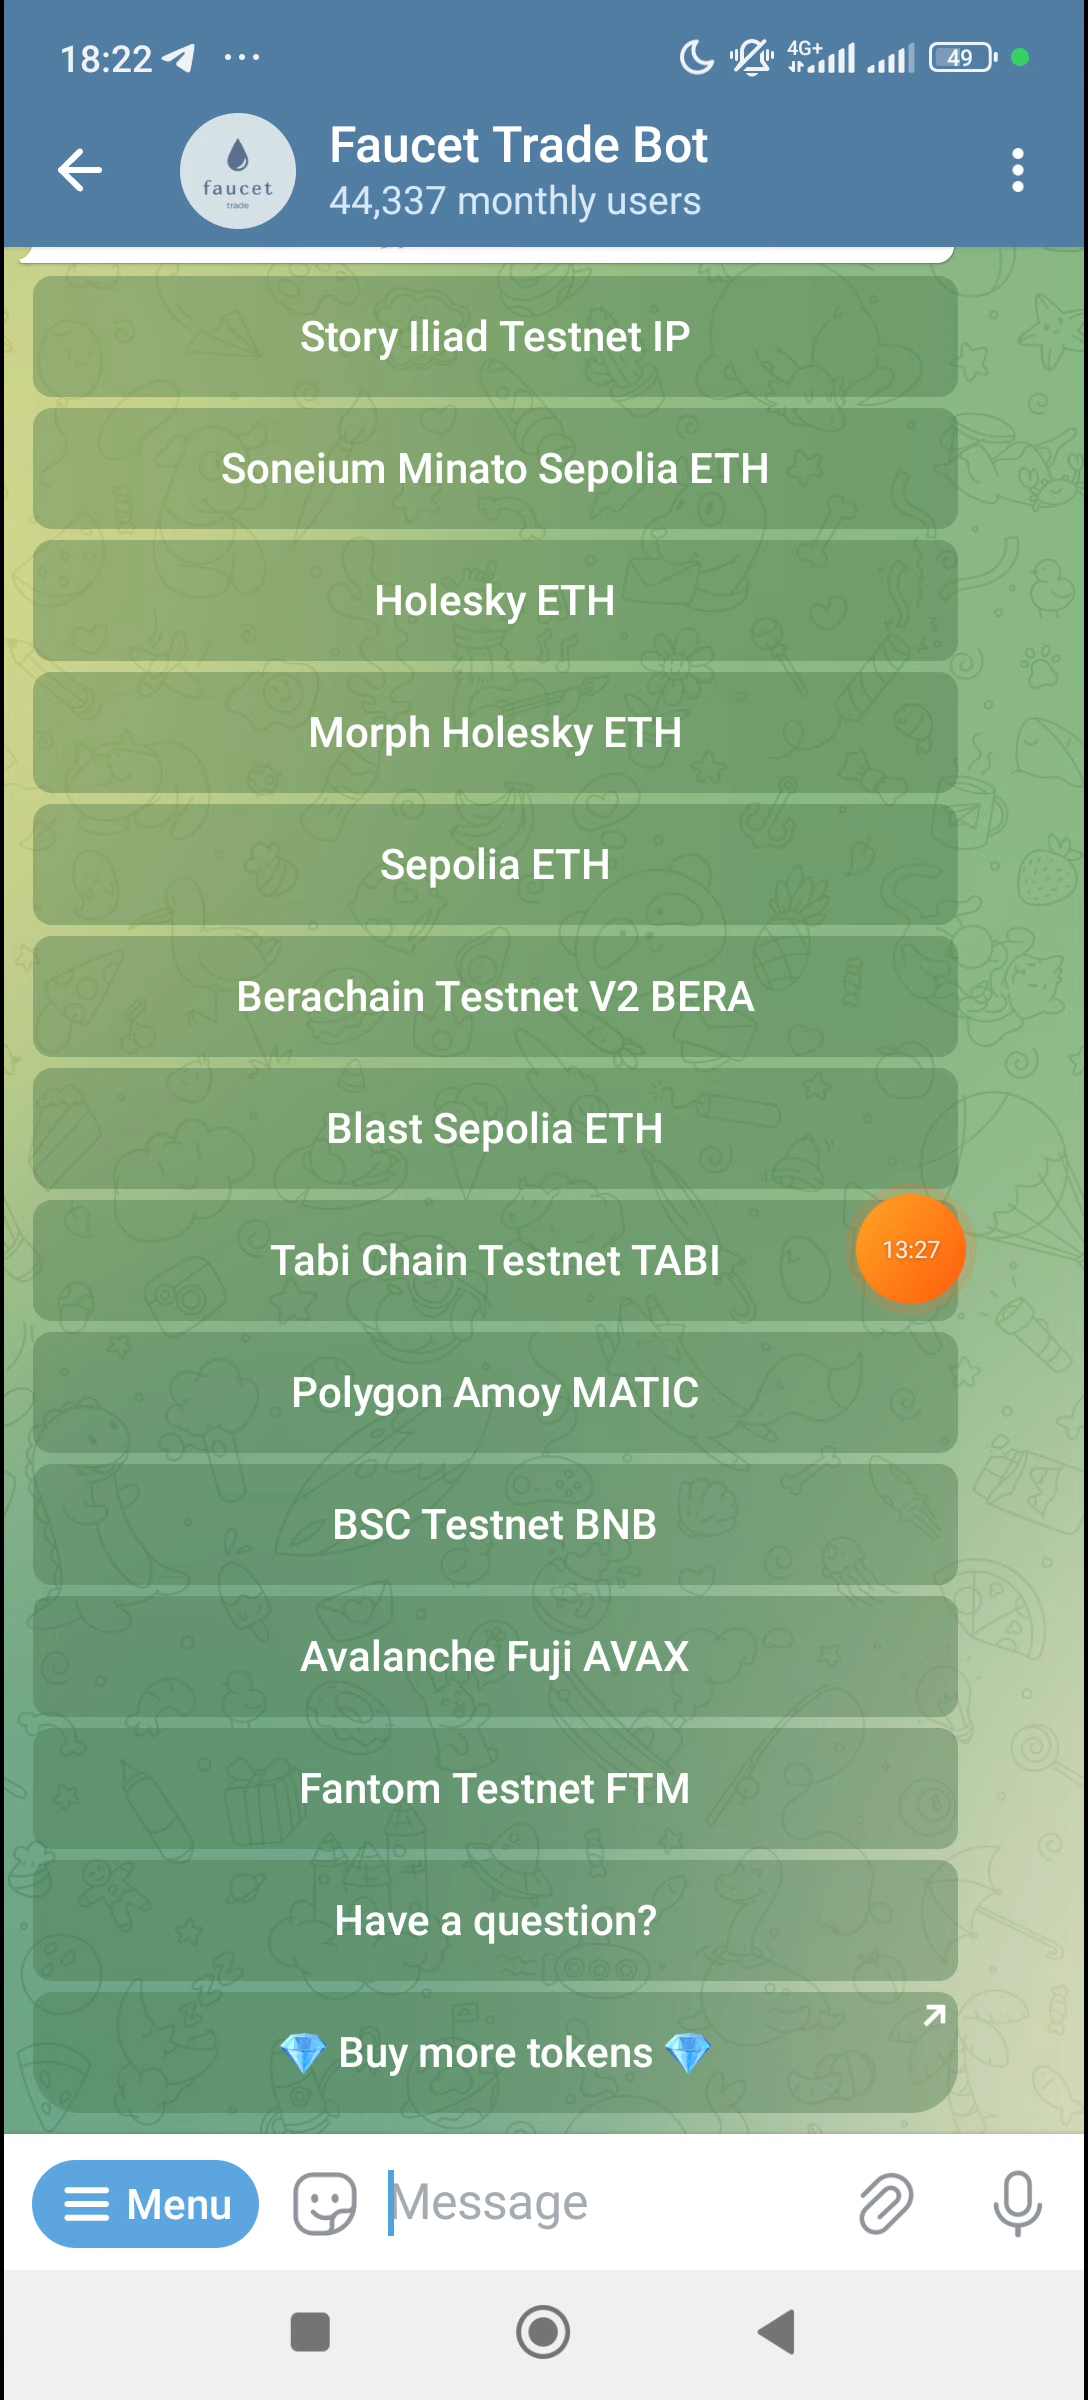 18:22
4G+
49
faucet
trade
Faucet Trade Bot
44,337 monthly users
Story Iliad Testnet IP
Soneium Minato Sepolia ETH
Holesky ETH
Morph Holesky ETH
Sepolia ETH
Berachain Testnet V2 BERA
Blast Sepolia ETH
Tabi Chain Testnet TABI
13:27
Polygon Amoy MATIC
BSC Testnet BNB
Avalanche Fuji AVAX
Fantom Testnet FTM
Have a question?
💎 Buy more tokens 💎
Menu
Message